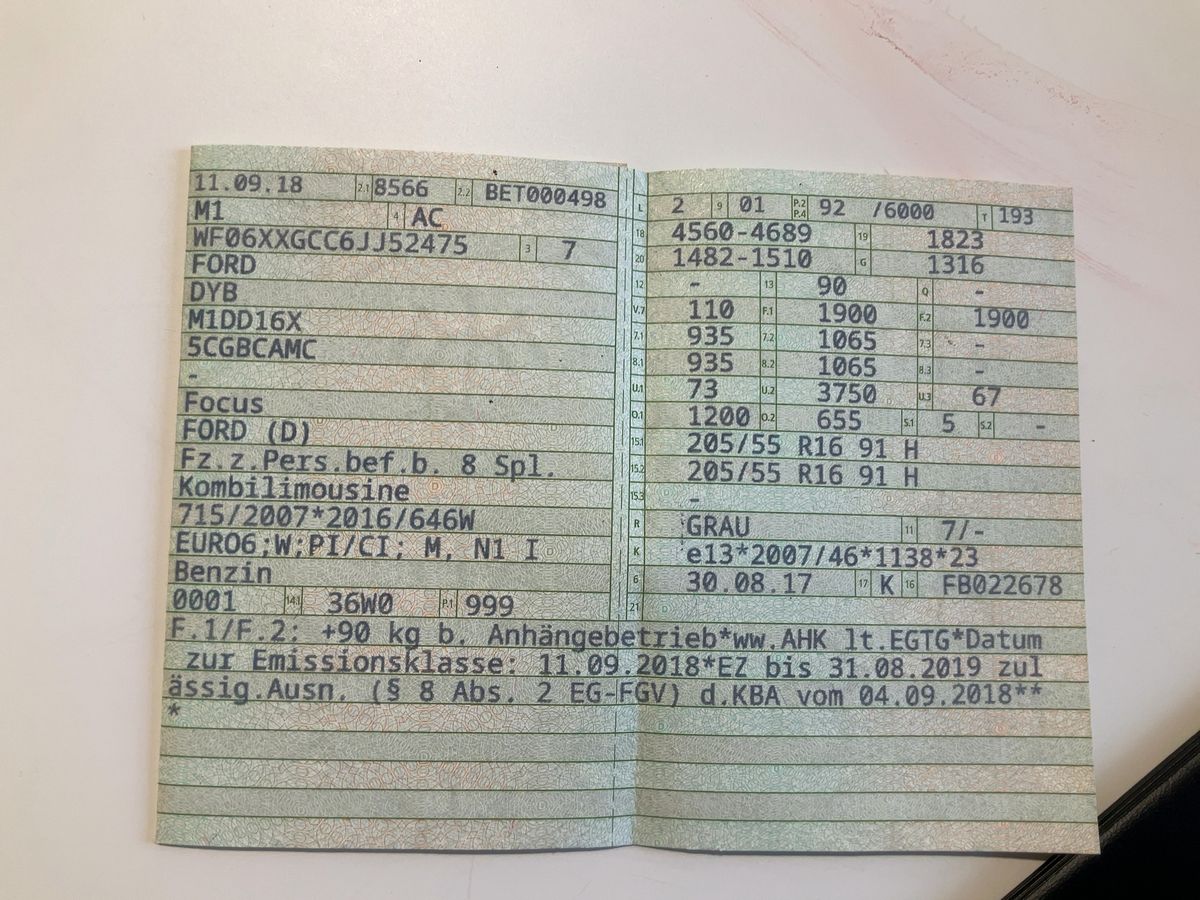 11.09.18 2.1 8566 2.2 BET000498
M1 4 AC
WF06XXGCC6JJ52475 3 7
FORD
DYB
M1DD16X
5CGBCAMC
-
Focus
FORD (D)
Fz.z.Pers.bef.b. 8 Spl.
Kombilimousine
715/2007*2016/646W
EURO6;W;PI/CI; M, N1 I
Benzin
0001 14.1 36W0 P.1 999
L 2 9 01 P.2 P.4 92 /6000 T 193
18 4560-4689 19 1823
20 1482-1510 G 1316
12 - 13 90 Q -
V.7 110 F.1 1900 F.2 1900
7.1 935 7.2 1065 7.3 -
8.1 935 8.2 1065 8.3 -
U.1 73 U.2 3750 U.3 67
O.1 1200 O.2 655 S.1 5 S.2 -
15.1 205/55 R16 91 H
15.2 205/55 R16 91 H
15.3 -
R GRAU 11 7/-
K e13*2007/46*1138*23
6 30.08.17 17 K 16 FB022678
21
F.1/F.2: +90 kg b. Anhängebetrieb*ww.AHK lt.EGTG*Datum
zur Emissionsklasse: 11.09.2018*EZ bis 31.08.2019 zul
ässig.Ausn. (§ 8 Abs. 2 EG-FGV) d.KBA vom 04.09.2018**
*